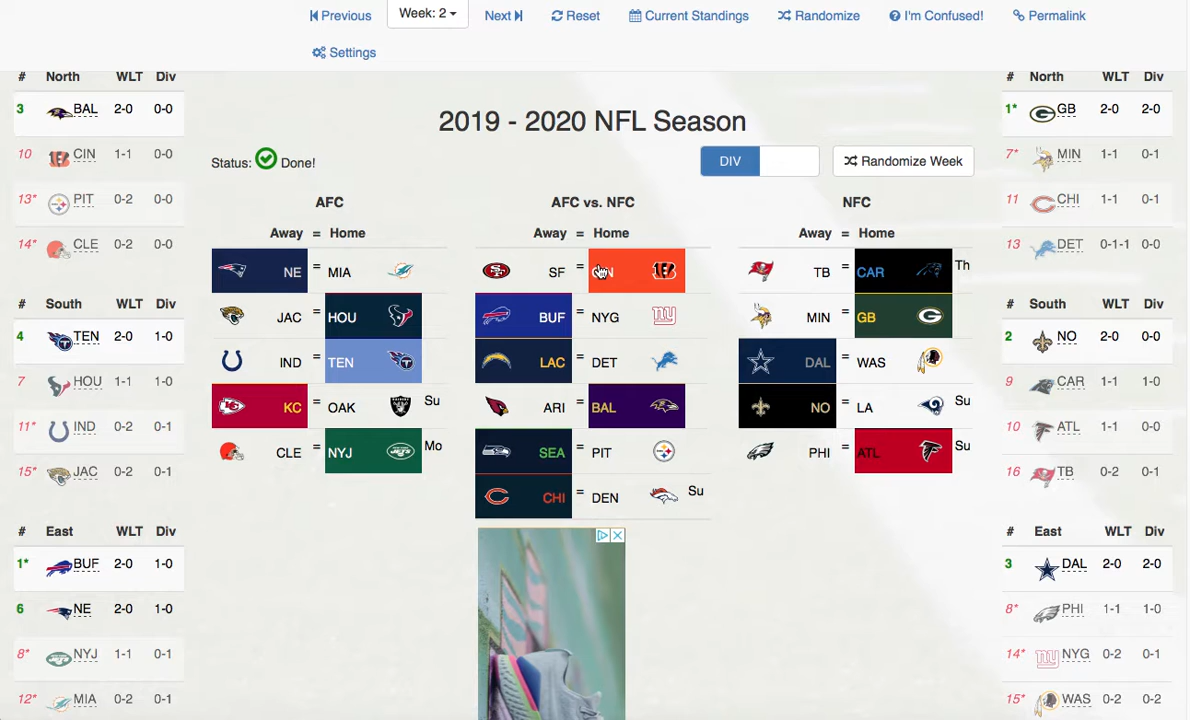 Previous Week: 2 Next Reset Current Standings Randomize I'm Confused! Permalink
Settings
# North WLT Div
3 BAL 2-0 0-0
10 CIN 1-1 0-0
13* PIT 0-2 0-0
14* CLE 0-2 0-0
# South WLT Div
4 TEN 2-0 1-0
7 HOU 1-1 1-0
11* IND 0-2 0-1
15* JAC 0-2 0-1
# East WLT Div
1* BUF 2-0 1-0
6 NE 2-0 1-0
8* NYJ 1-1 0-1
12* MIA 0-2 0-1
2019 - 2020 NFL Season
Status: Done!
DIV
Randomize Week
AFC
Away = Home
NE = MIA
JAC = HOU
IND = TEN
KC = OAK Su
CLE = NYJ Mo
AFC vs. NFC
Away = Home
SF =
BUF = NYG
LAC = DET
ARI = BAL
SEA = PIT
CHI = DEN Su
NFC
Away = Home
TB = CAR Th
MIN = GB
DAL = WAS
NO = LA Su
PHI = ATL Su
# North WLT Div
1* GB 2-0 2-0
7* MIN 1-1 0-1
11 CHI 1-1 0-1
13 DET 0-1-1 0-0
# South WLT Div
2 NO 2-0 0-0
9 CAR 1-1 1-0
10 ATL 1-1 0-0
16 TB 0-2 0-1
# East WLT Div
3 DAL 2-0 2-0
8* PHI 1-1 1-0
14* NYG 0-2 0-1
15* WAS 0-2 0-2